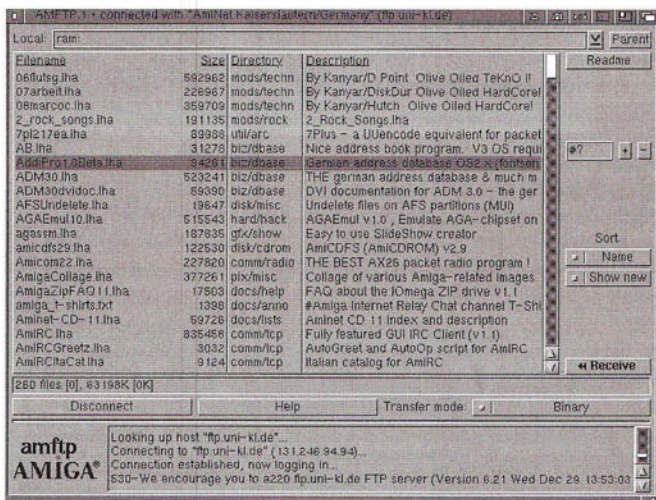 AMFTP.1 • connected with "AmiNet Kaiserslautern/Germany" (ftp.uni-kl.de)
Local: ram: Parent
Filename Size Directory Description Readme
06flutsg.lha 592962 mods/techn By Kanyar/D Point Olive Oiled TeKnO !!
07arbeit.lha 226967 mods/techn By Kanyar/DiskDur Olive Oiled HardCore!
08marcoc.lha 359709 mods/techn By Kanyar/Hutch Olive Oiled HardCore!
2_rock_songs.lha 191135 mods/rock 2_Rock_Songs.lha
7pl217ea.lha 89988 util/arc 7Plus - a UUencode equivalent for packet
AB.lha 31278 biz/dbase Nice address book program. V3 OS requi
AddiPro1.0Beta.lha 94261 biz/dbase German address database OS2.x (fontsen
ADM30.lha 523241 biz/dbase THE german address database & much m
ADM30dvidoc.lha 59390 biz/dbase DVI documentation for ADM 3.0 - the ger
AFSUndelete.lha 19647 disk/misc Undelete files on AFS partitions (MUI)
AGAEmul10.lha 515543 hard/hack AGAEmul v1.0 , Emulate AGA-chipset on
agassm.lha 187835 gfx/show Easy to use SlideShow creator
amicdfs29.lha 122530 disk/cdrom AmiCDFS (AmiCDROM) v2.9
Amicom22.lha 227820 comm/radio THE BEST AX25 packet radio program !
AmigaCollage.lha 377261 pix/misc Collage of various Amiga-related images
AmigaZipFAQ11.lha 17503 docs/help FAQ about the IOmega ZIP drive v1.1
amiga_t-shirts.txt 1398 docs/anno #Amiga Internet Relay Chat channel T-Shi
Aminet-CD-11.lha 59726 docs/lists Aminet CD 11 index and description
AmIRC.lha 835458 comm/tcp Fully featured GUI IRC Client (v1.1)
AmIRCGreetz.lha 3032 comm/tcp AutoGreet and AutoOp script for AmIRC
AmIRCItaCat.lha 9124 comm/tcp Italian catalog for AmIRC
#? + -
Sort
Name
Show new
Receive
260 files [0], 63198K [0K]
Disconnect Help Transfer mode: Binary
amftp
AMIGA®
Looking up host "ftp.uni-kl.de"...
Connecting to "ftp.uni-kl.de" (131.246.94.94)...
Connection established, now logging in...
530-We encourage you to a220 ftp.uni-kl.de FTP server (Version 6.21 Wed Dec 29 13:53:03